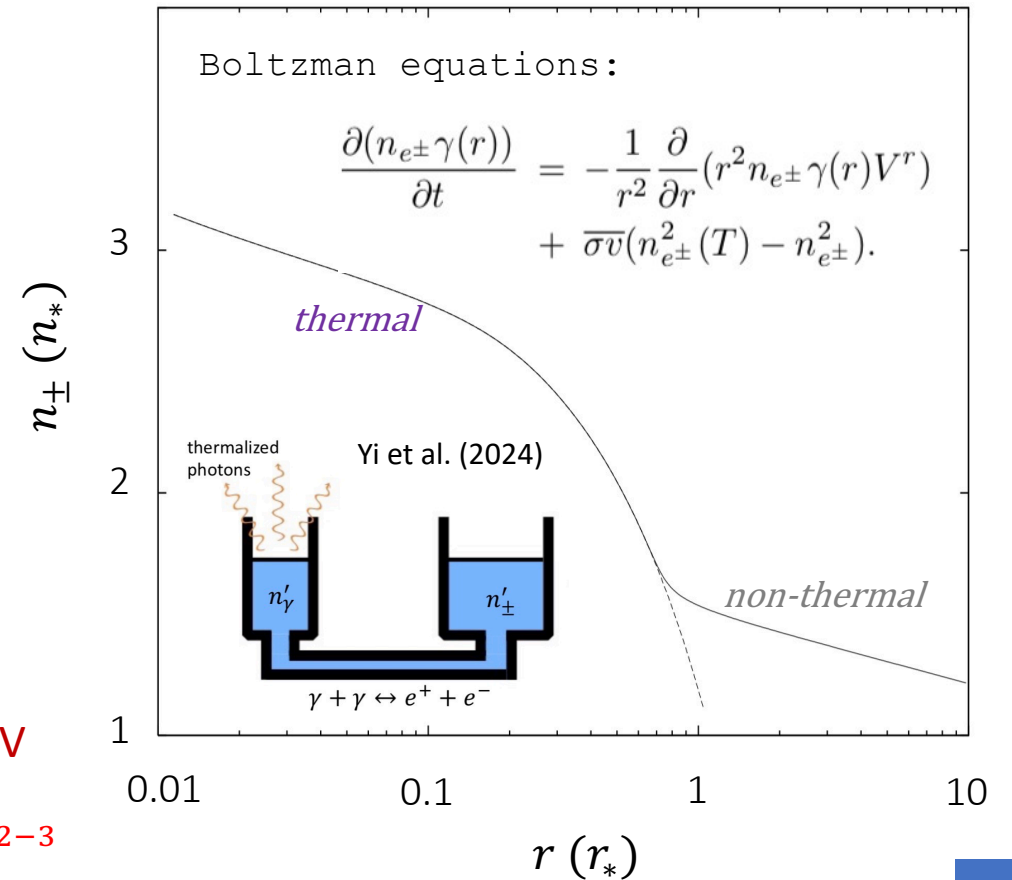 Boltzman equations:
∂(n_{e±}γ(r))/∂t = −(1/r²) ∂/∂r (r² n_{e±}γ(r)V^r)
+ \overline{σv}(n²_{e±}(T) − n²_{e±}).
3
thermal
n_± (n_*)
thermalized
photons
Yi et al. (2024)
2
n′_γ
n′_±
non-thermal
γ + γ ↔ e⁺ + e⁻
V
1
0.01
0.1
1
10
2−3
r (r_*)